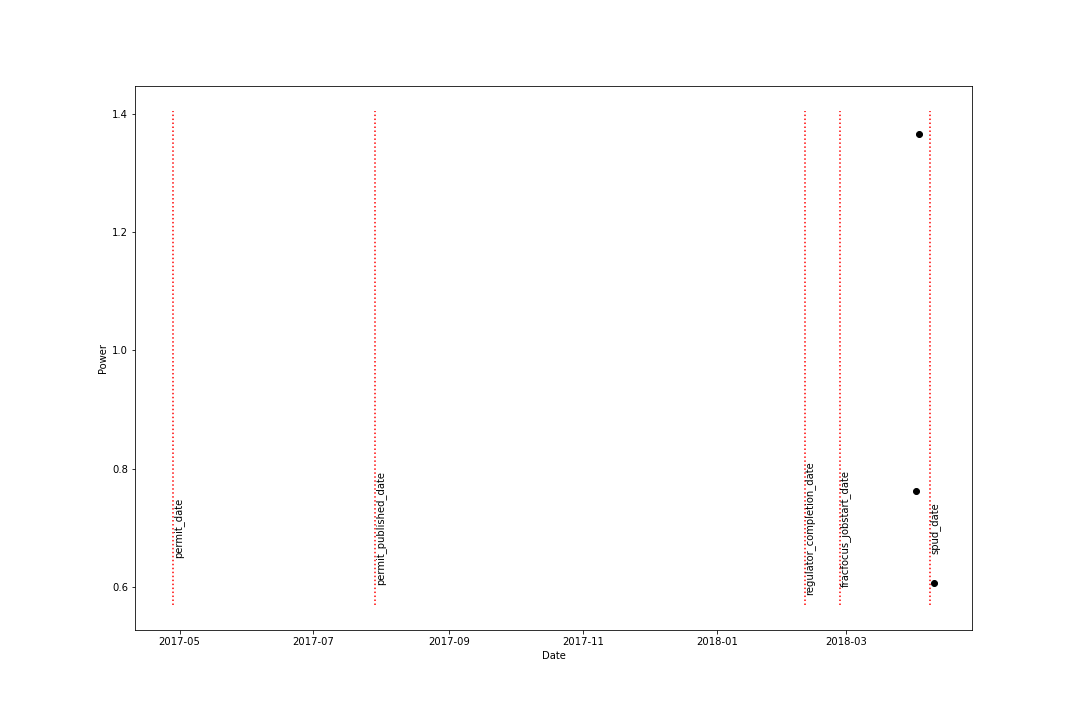 1.4
1.2
1.0
0.8
0.6
Power
permit_date
permit_published_date
regulator_completion_date
fracfocus_jobstart_date
spud_date
2017-05
2017-07
2017-09
2017-11
2018-01
2018-03
Date